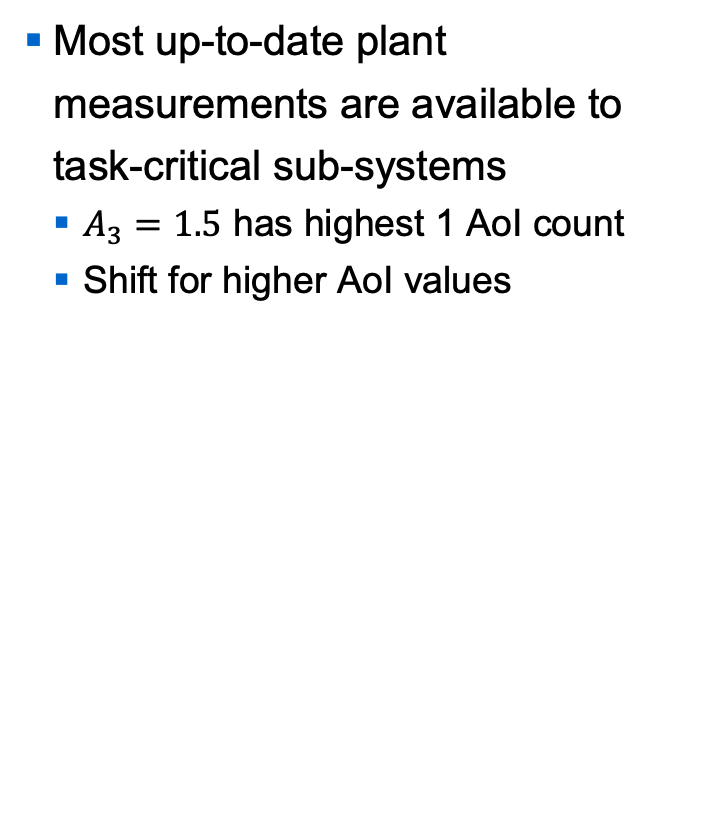 ▪ Most up-to-date plant
measurements are available to
task-critical sub-systems
▪ A₃ = 1.5 has highest 1 AoI count
▪ Shift for higher AoI values